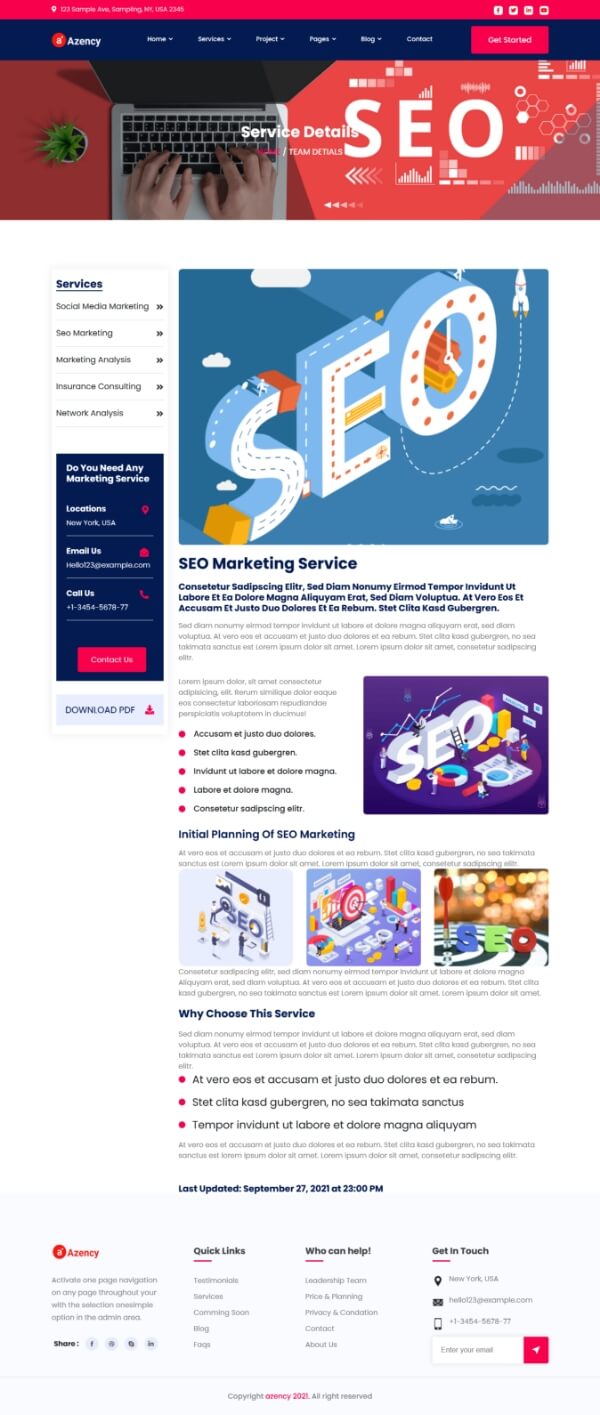 123 Sample Ave, Sampling, NY, USA 2345
Azency
Home
Services
Project
Pages
Blog
Contact
Get Started
Service Details
SEO
HOME / TEAM DETIALS
Services
Social Media Marketing
Seo Marketing
Marketing Analysis
Insurance Consulting
Network Analysis
Do You Need Any
Marketing Service
Locations
New York, USA
Email Us
Hello123@example.com
Call Us
+1-3454-5678-77
Contact Us
DOWNLOAD PDF
SEO
SEO Marketing Service
Consetetur Sadipscing Elitr, Sed Diam Nonumy Eirmod Tempor Invidunt Ut
Labore Et Ea Dolore Magna Aliquyam Erat, Sed Diam Voluptua. At Vero Eos Et
Accusam Et Justo Duo Dolores Et Ea Rebum. Stet Clita Kasd Gubergren.
Sed diam nonumy eirmod tempor invidunt ut labore et dolore magna aliquyam erat, sed diam
voluptua. At vero eos et accusam et justo duo dolores et ea rebum. Stet clita kasd gubergren, no sea
takimata sanctus est Lorem ipsum dolor sit amet. Lorem ipsum dolor sit amet, consetetur sadipscing
elitr.
Lorem ipsum dolor, sit amet consectetur
adipisicing, elit. Rerum similique dolor eaque
eos consectetur laboriosam repudiandae
perspiciatis voluptatem in ducimus!
Accusam et justo duo dolores.
Stet clita kasd gubergren.
Invidunt ut labore et dolore magna.
Labore et dolore magna.
Consetetur sadipscing elitr.
SEO
Initial Planning Of SEO Marketing
At vero eos et accusam et justo duo dolores et ea rebum. Stet clita kasd gubergren, no sea takimata
sanctus est Lorem ipsum dolor sit amet. Lorem ipsum dolor sit amet, consetetur sadipscing elitr.
SEO
SEO
SEO
Consetetur sadipscing elitr, sed diam nonumy eirmod tempor invidunt ut labore et dolore magna
Aliquyam erat, sed diam voluptua. At vero eos et accusam et justo duo dolores et ea rebum. Stet clita
kasd gubergren, no sea takimata sanctus est Lorem ipsum dolor sit amet. Lorem ipsum dolor sit amet.
Why Choose This Service
Sed diam nonumy eirmod tempor invidunt ut labore et dolore magna aliquyam erat, sed diam
voluptua. At vero eos et accusam et justo duo dolores et ea rebum. Stet clita kasd gubergren, no sea
takimata sanctus est Lorem ipsum dolor sit amet. Lorem ipsum dolor sit amet, consetetur sadipscing
elitr.
At vero eos et accusam et justo duo dolores et ea rebum.
Stet clita kasd gubergren, no sea takimata sanctus
Tempor invidunt ut labore et dolore magna aliquyam
At vero eos et accusam et justo duo dolores et ea rebum. Stet clita kasd gubergren, no sea takimata
sanctus est lorem ipsum dolor sit amet. Lorem ipsum dolor sit amet, consetetur sadipscing elitr.
Last Updated: September 27, 2021 at 23:00 PM
Azency
Activate one page navigation
on any page throughout your
with the selection onesimple
option in the admin area.
Share :
Quick Links
Testimonials
Services
Comming Soon
Blog
Faqs
Who can help!
Leadership Team
Price & Planning
Privacy & Condation
Contact
About Us
Get In Touch
New York, USA
hello123@example.com
+1-3454-5678-77
Enter your email
Copyright azency 2021. All right reserved